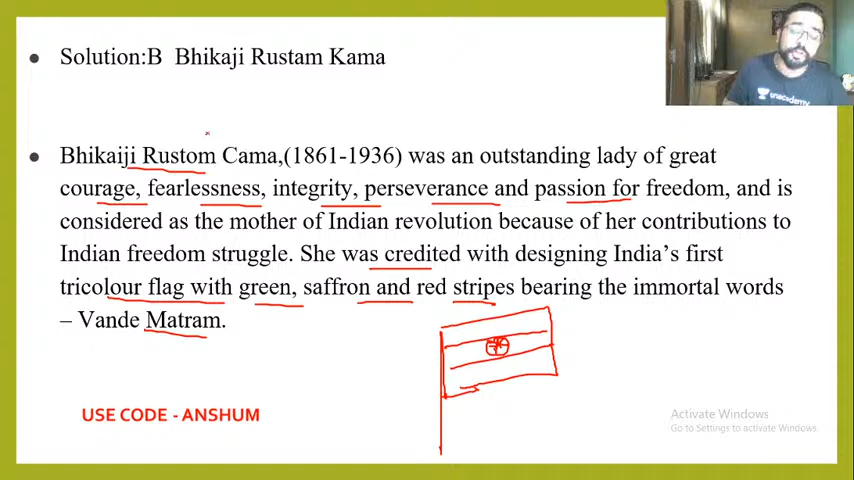 Solution:B Bhikaji Rustam Kama
Bhikaiji Rustom Cama,(1861-1936) was an outstanding lady of great
courage, fearlessness, integrity, perseverance and passion for freedom, and is
considered as the mother of Indian revolution because of her contributions to
Indian freedom struggle. She was credited with designing India's first
tricolour flag with green, saffron and red stripes bearing the immortal words
– Vande Matram.
USE CODE - ANSHUM
Activate Windows
Go to Settings to activate Windows.
unacademy